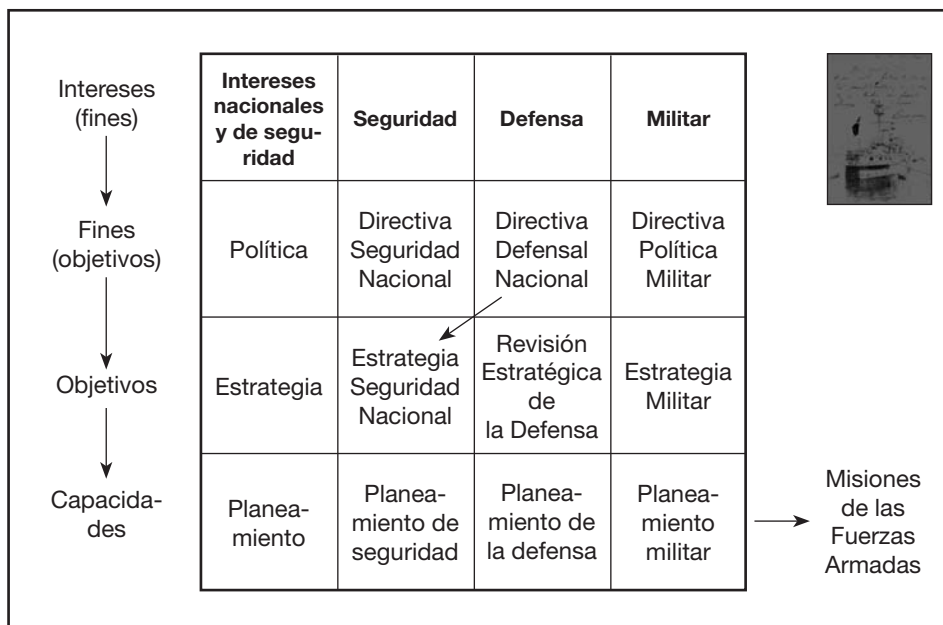 Intereses
(fines)
Fines
(objetivos)
Objetivos
Capacida-
des
Intereses
nacionales
y de segu-
ridad
Seguridad
Defensa
Militar
Política
Directiva
Seguridad
Nacional
Directiva
Defensal
Nacional
Directiva
Política
Militar
Estrategia
Estrategia
Seguridad
Nacional
Revisión
Estratégica
de
la Defensa
Estrategia
Militar
Planea-
miento
Planea-
miento de
seguridad
Planea-
miento de
la defensa
Planea-
miento
militar
Misiones
de las
Fuerzas
Armadas